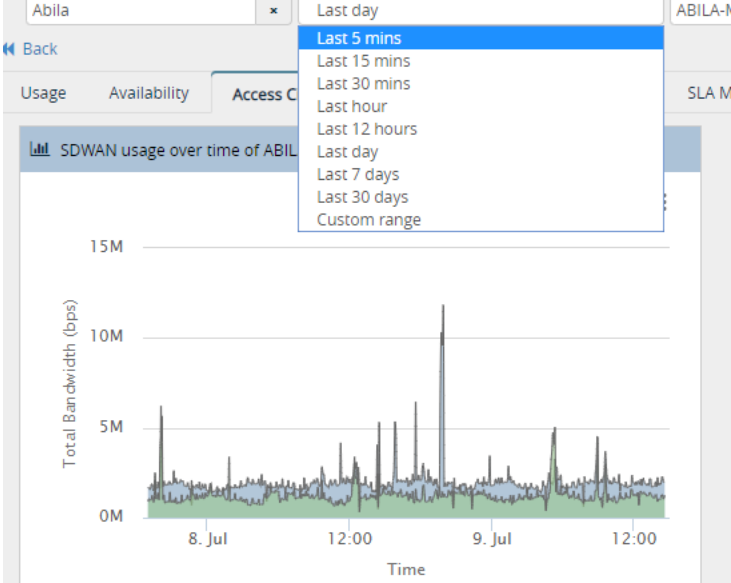 Abila × Last day ABILA-M
Last 5 mins
Back
Last 15 mins
Last 30 mins
Usage Availability Access C SLA M
Last hour
Last 12 hours
SDWAN usage over time of ABIL
Last day
Last 7 days
Last 30 days
Custom range
15M
10M
5M
0M
Total Bandwidth (bps)
8. Jul 12:00 9. Jul 12:00
Time